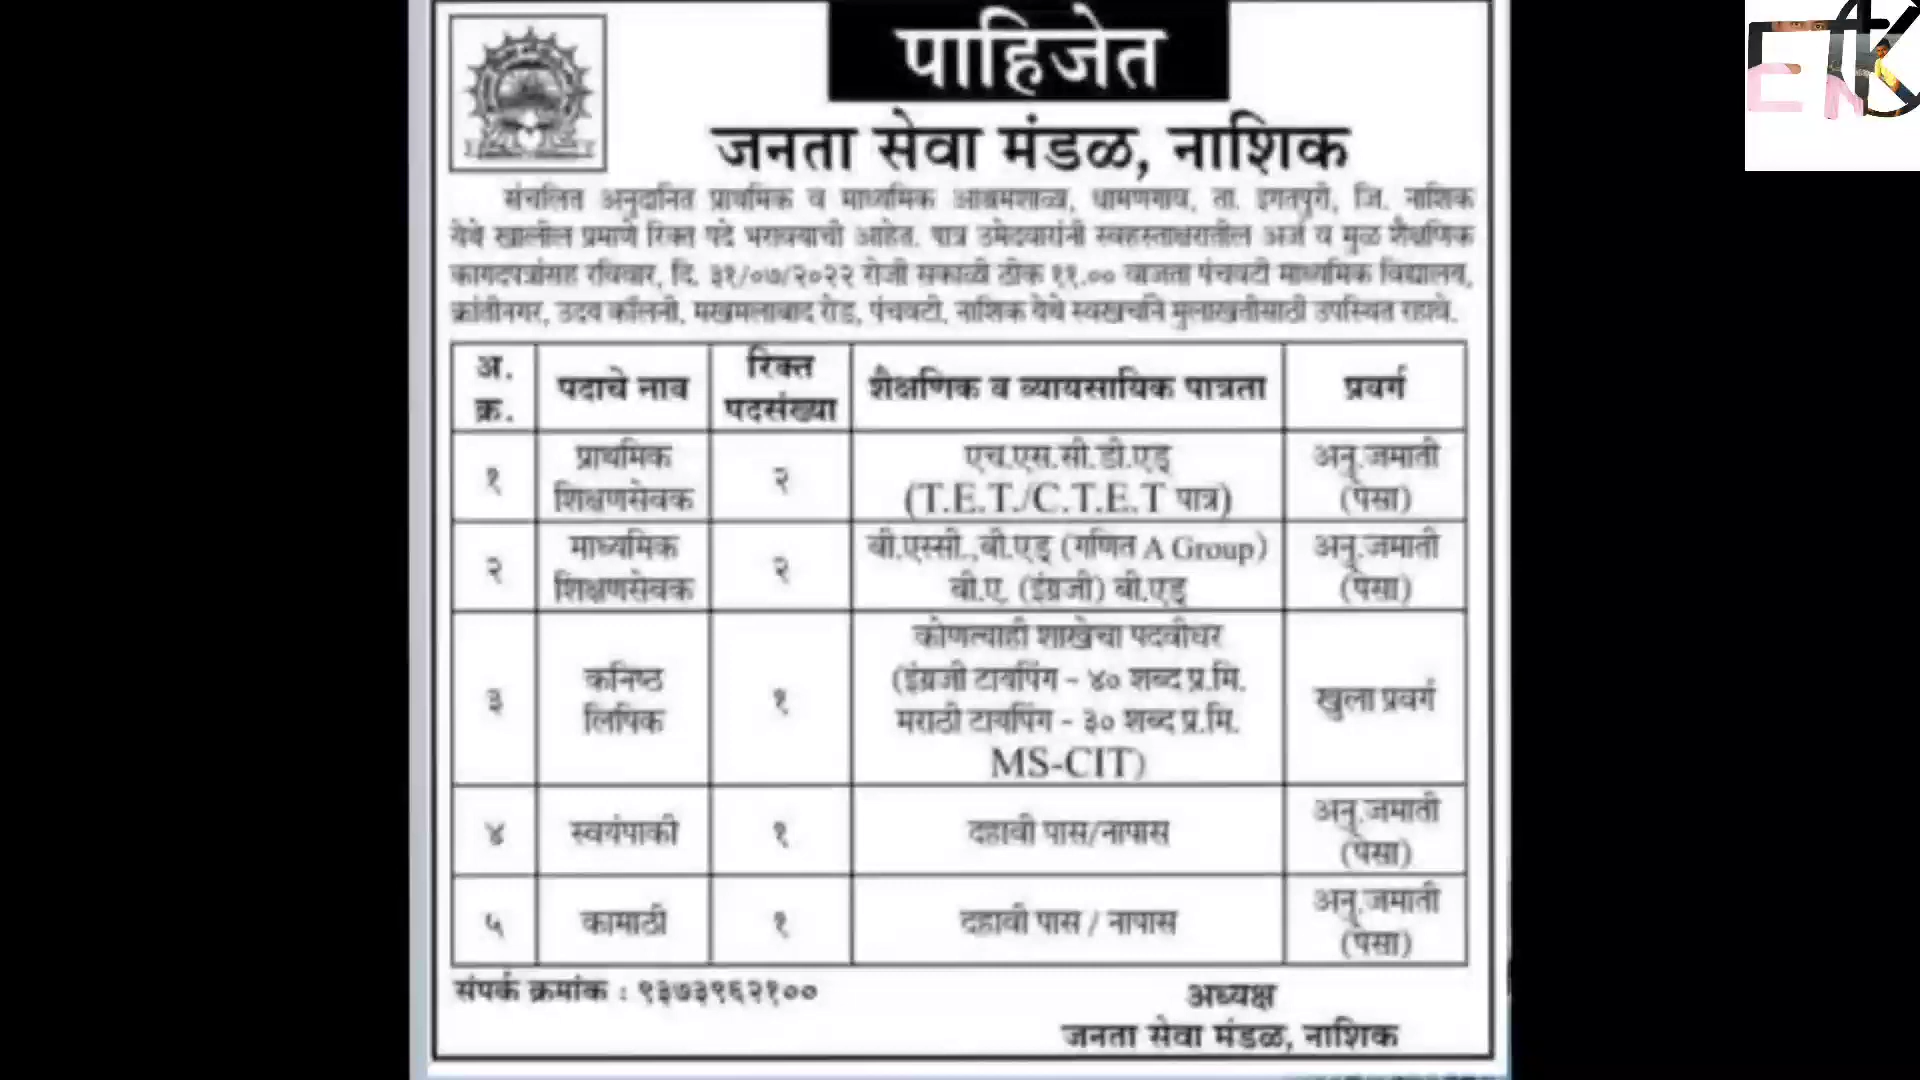 पाहिजेत
जनता सेवा मंडळ, नाशिक
संचलित अनुदानित प्राथमिक व माध्यमिक आश्रमशाळा, धामणगाव, ता. इगतपुरी, जि. नाशिक
येथे खालील प्रमाणे रिक्त पदे भरावयाची आहेत. पात्र उमेदवारांनी स्वहस्ताक्षरातील अर्ज व मुळ शैक्षणिक
कागदपत्रांसह रविवार, दि. ३१/०७/२०२२ रोजी सकाळी ठीक ११.०० वाजता पंचवटी माध्यमिक विद्यालय,
क्रांतीनगर, उदय कॉलनी, मखमलाबाद रोड, पंचवटी, नाशिक येथे स्वखर्चाने मुलाखतीसाठी उपस्थित रहावे.
अ. क्र. पदाचे नाव रिक्त पदसंख्या शैक्षणिक व व्यायसायिक पात्रता प्रवर्ग
१ प्राथमिक शिक्षणसेवक २ एच.एस.सी.डी.एड् (T.E.T./C.T.E.T पात्र) अनु.जमाती (पेसा)
२ माध्यमिक शिक्षणसेवक २ बी.एस्सी.,बी.एड् (गणित A Group) बी.ए. (इंग्रजी) बी.एड् अनु.जमाती (पेसा)
३ कनिष्ठ लिपिक १ कोणत्याही शाखेचा पदवीधर (इंग्रजी टायपिंग - ४० शब्द प्र.मि. मराठी टायपिंग - ३० शब्द प्र.मि. MS-CIT) खुला प्रवर्ग
४ स्वयंपाकी १ दहावी पास/नापास अनु.जमाती (पेसा)
५ कामाठी १ दहावी पास / नापास अनु.जमाती (पेसा)
संपर्क क्रमांक : ९३७३९६२१००
अध्यक्ष
जनता सेवा मंडळ, नाशिक